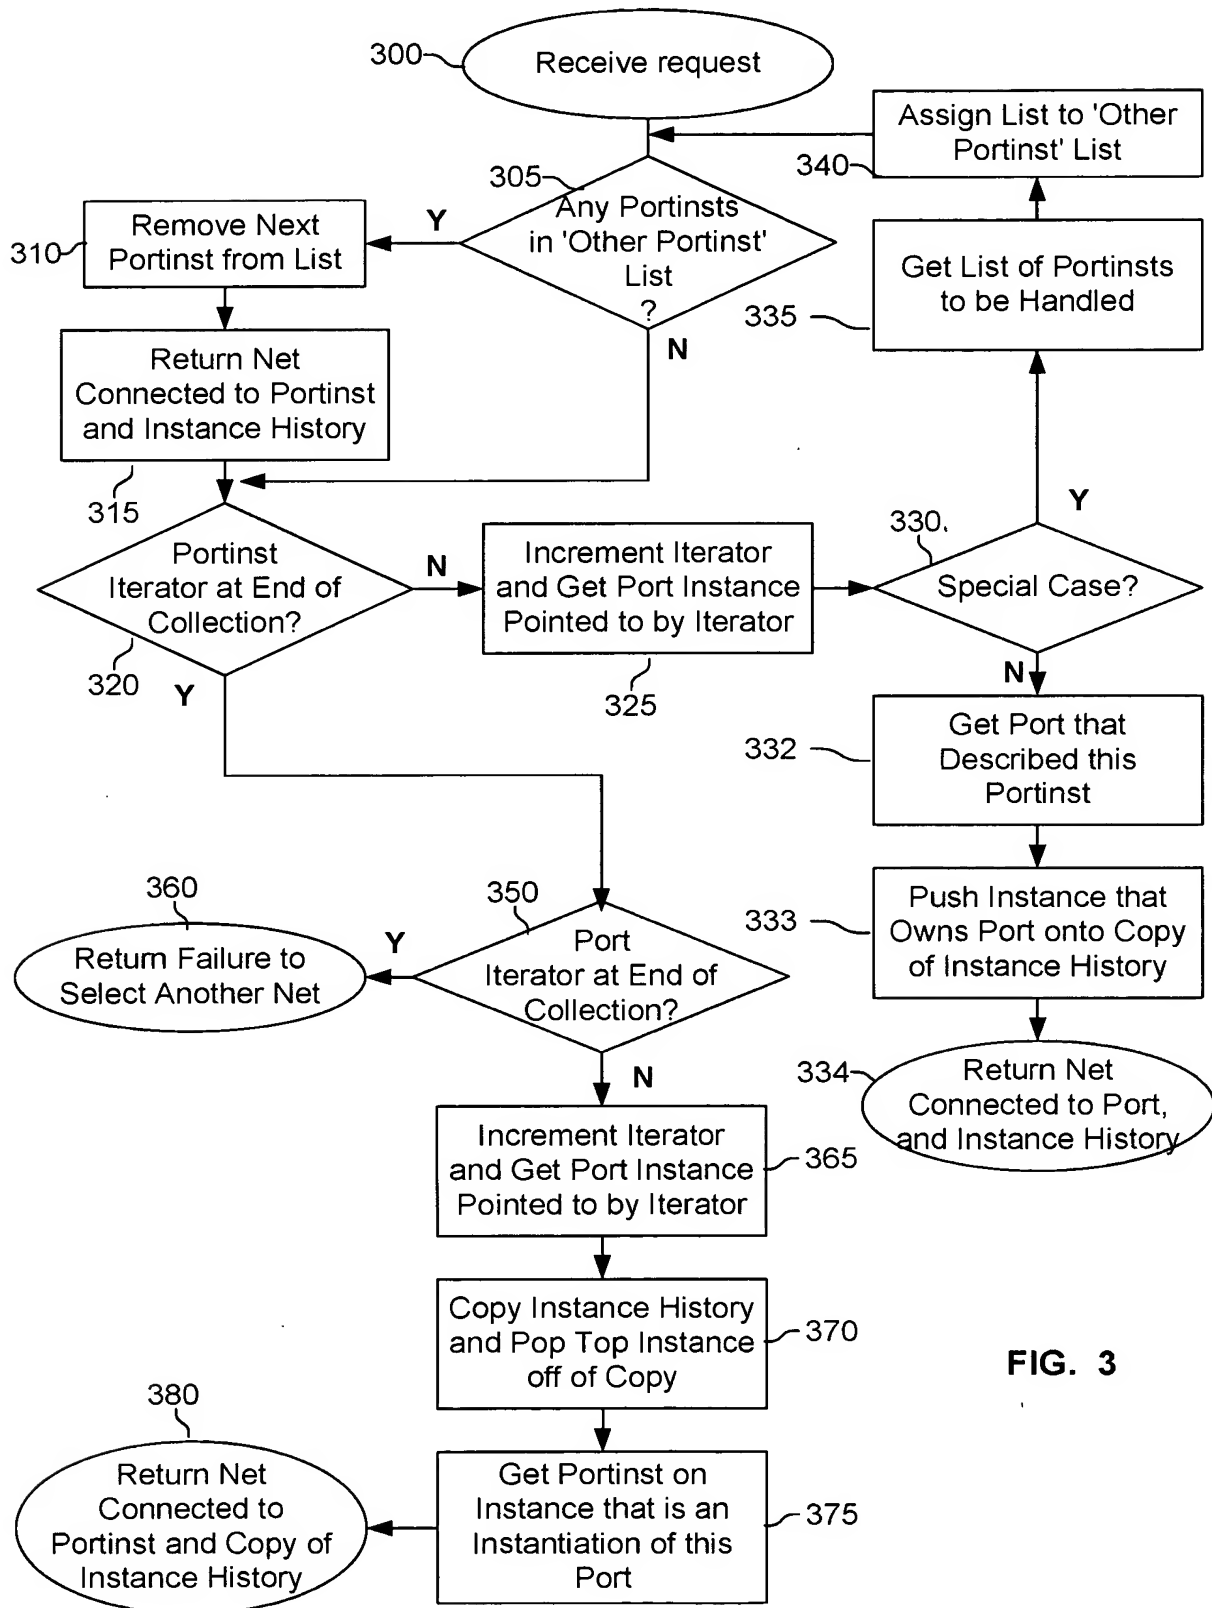 300
Receive request
Assign List to 'Other
Portinst' List
340
305
Any Portinsts
in 'Other Portinst'
List
?
Y
N
310
Remove Next
Portinst from List
Get List of Portinsts
to be Handled
335
Return Net
Connected to Portinst
and Instance History
315
Y
330.
Special Case?
N
Portinst
Iterator at End of
Collection?
320
N
Y
Increment Iterator
and Get Port Instance
Pointed to by Iterator
325
332
Get Port that
Described this
Portinst
333
Push Instance that
Owns Port onto Copy
of Instance History
334
Return Net
Connected to Port,
and Instance History
360
Return Failure to
Select Another Net
350
Y
Port
Iterator at End of
Collection?
N
Increment Iterator
and Get Port Instance
Pointed to by Iterator
365
Copy Instance History
and Pop Top Instance
off of Copy
370
FIG. 3
380
Return Net
Connected to
Portinst and Copy of
Instance History
Get Portinst on
Instance that is an
Instantiation of this
Port
375